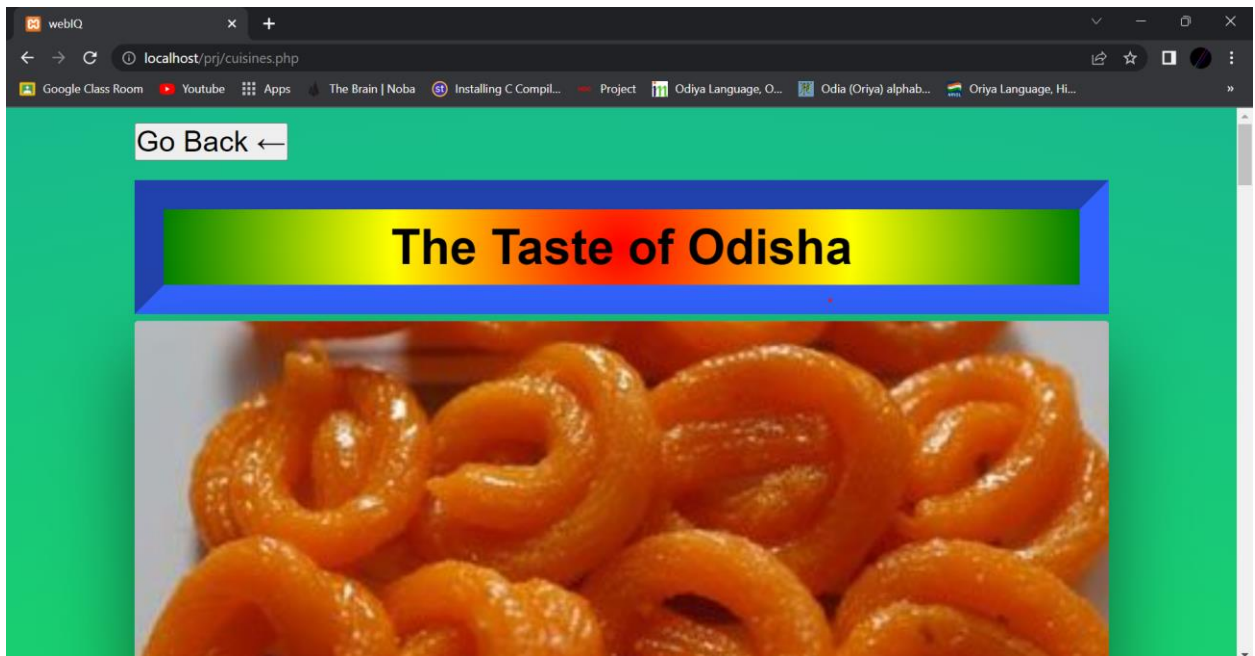 webIQ
localhost/prj/cuisines.php
Google Class Room Youtube Apps The Brain | Noba st Installing C Compil... Project Odiya Language, O... Odia (Oriya) alphab... Oriya Language, Hi... »
Go Back ←
The Taste of Odisha